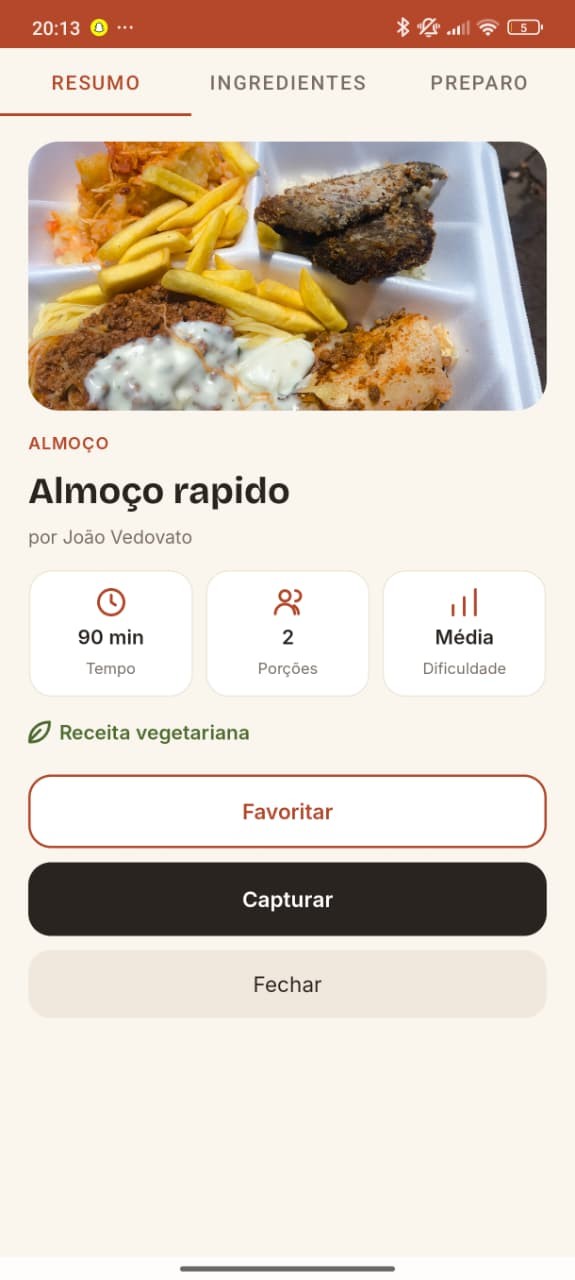 20:13 ... 5
RESUMO INGREDIENTES PREPARO
ALMOÇO
Almoço rapido
por João Vedovato
90 min 2 Média
Tempo Porções Dificuldade
Receita vegetariana
Favoritar
Capturar
Fechar